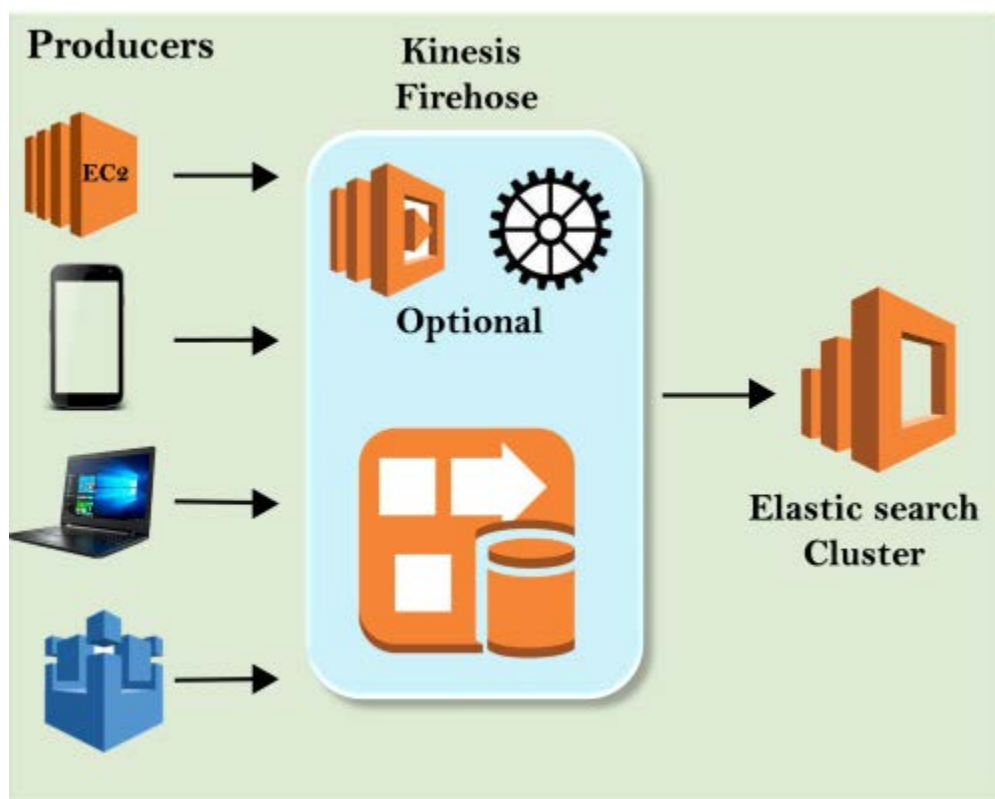 Producers
Kinesis
Firehose
EC2
Optional
Elastic search
Cluster